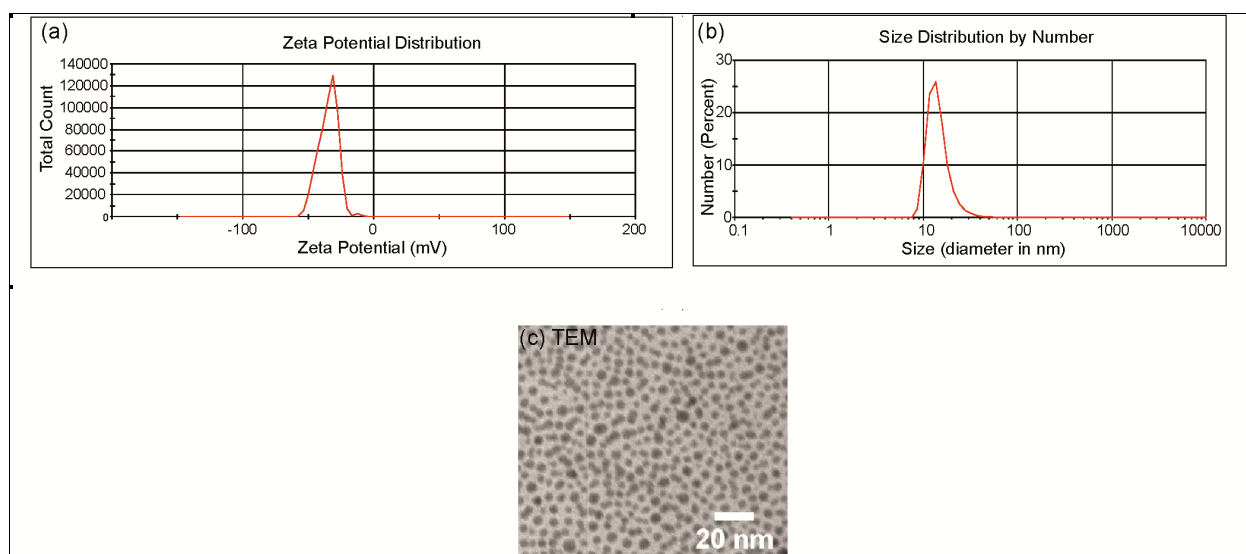 (a)
Zeta Potential Distribution
140000
120000
100000
80000
60000
40000
20000
0
Total Count
-100 0 100 200
Zeta Potential (mV)
(b)
Size Distribution by Number
30
20
10
0
Number (Percent)
0.1 1 10 100 1000 10000
Size (diameter in nm)
(c) TEM
20 nm